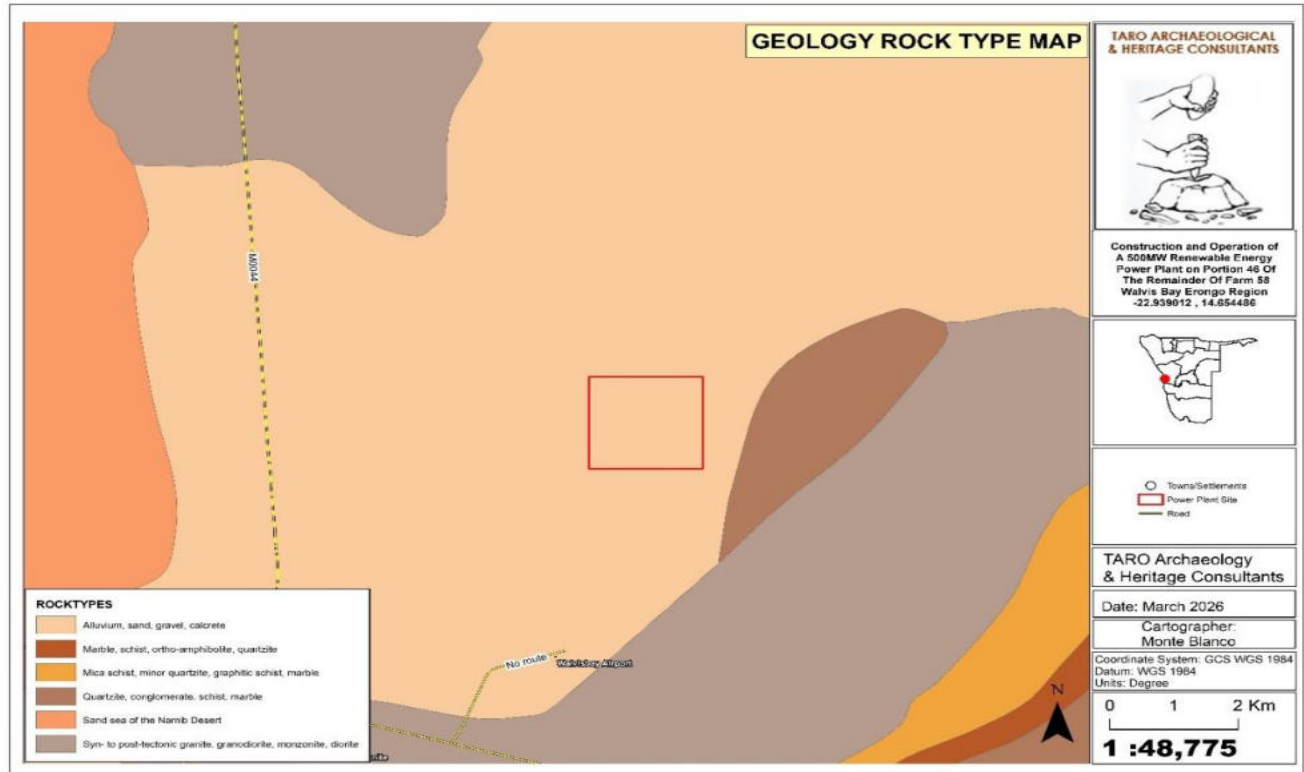 GEOLOGY ROCK TYPE MAP
M0044
No route
Walvisbay Airport
ROCKTYPES
Alluvium, sand, gravel, calcrete
Marble, schist, ortho-amphibolite, quartzite
Mica schist, minor quartzite, graphitic schist, marble
Quartzite, conglomerate, schist, marble
Sand sea of the Namib Desert
Syn- to post-tectonic granite, granodiorite, monzonite, diorite
TARO ARCHAEOLOGICAL
& HERITAGE CONSULTANTS
Construction and Operation of
A 500MW Renewable Energy
Power Plant on Portion 46 Of
The Remainder Of Farm 58
Walvis Bay Erongo Region
-22.939012 , 14.654486
Towns/Settlements
Power Plant Site
Road
TARO Archaeology
& Heritage Consultants
Date: March 2026
Cartographer:
Monte Blanco
Coordinate System: GCS WGS 1984
Datum: WGS 1984
Units: Degree
N
0 1 2 Km
1 :48,775